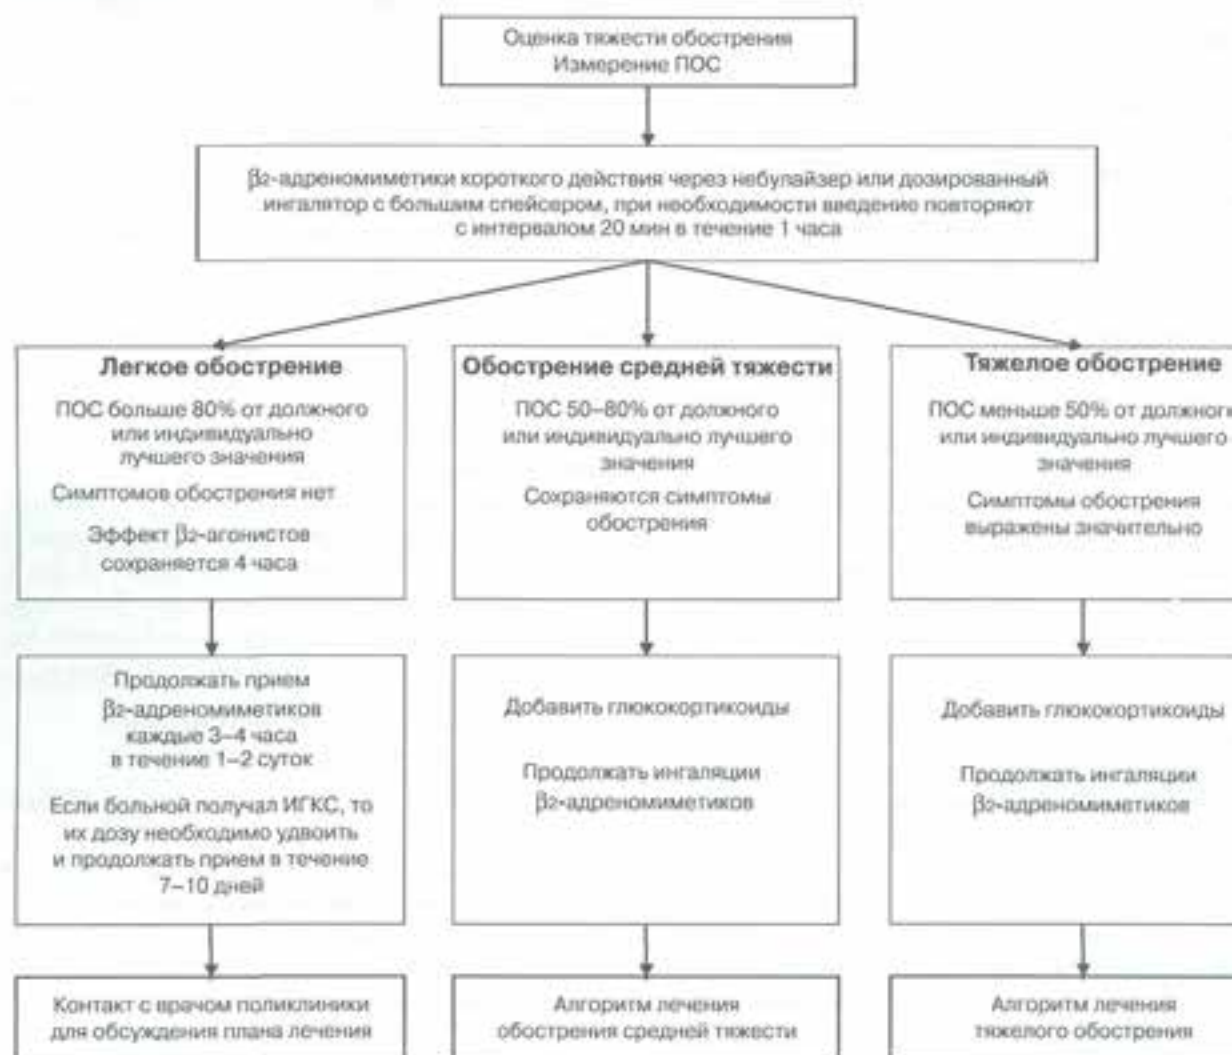 Оценка тяжести обострения
Измерение ПОС
β2-адреномиметики короткого действия через небулайзер или дозированный
ингалятор с большим спейсером, при необходимости введение повторяют
с интервалом 20 мин в течение 1 часа
Легкое обострение
ПОС больше 80% от должного
или индивидуально
лучшего значения
Симптомов обострения нет
Эффект β2-агонистов
сохраняется 4 часа
Продолжать прием
β2-адреномиметиков
каждые 3–4 часа
в течение 1–2 суток
Если больной получал ИГКС, то
их дозу необходимо удвоить
и продолжать прием в течение
7–10 дней
Контакт с врачом поликлиники
для обсуждения плана лечения
Обострение средней тяжести
ПОС 50–80% от должного
или индивидуально лучшего
значения
Сохраняются симптомы
обострения
Добавить глюкокортикоиды
Продолжать ингаляции
β2-адреномиметиков
Алгоритм лечения
обострения средней тяжести
Тяжелое обострение
ПОС меньше 50% от должного
или индивидуально лучшего
значения
Симптомы обострения
выражены значительно
Добавить глюкокортикоиды
Продолжать ингаляции
β2-адреномиметиков
Алгоритм лечения
тяжелого обострения